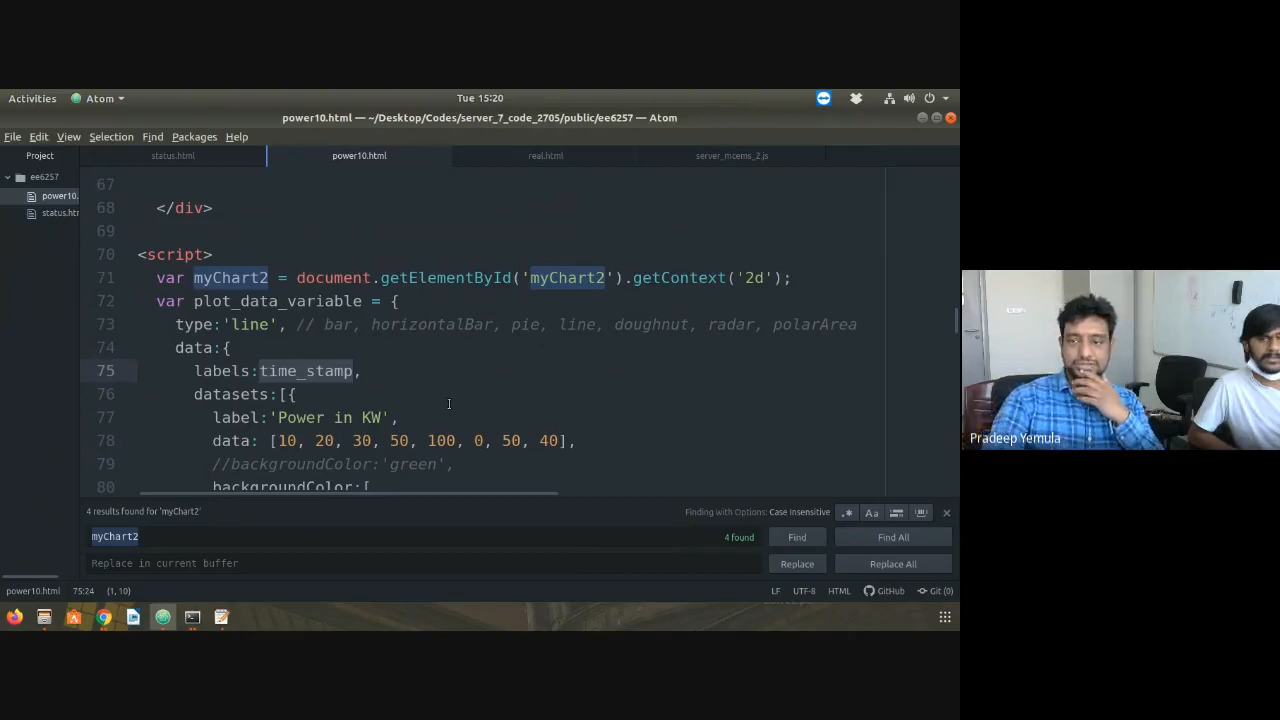 Activities Atom Tue 15:20
power10.html — ~/Desktop/Codes/server_7_code_2705/public/ee6257 — Atom
File Edit View Selection Find Packages Help
Project status.html power10.html real.html server_mcems_2.js
ee6257
power10.
status.htm
67
68 </div>
69
70 <script>
71 var myChart2 = document.getElementById('myChart2').getContext('2d');
72 var plot_data_variable = {
73 type:'line', // bar, horizontalBar, pie, line, doughnut, radar, polarArea
74 data:{
75 labels:time_stamp,
76 datasets:[{
77 label:'Power in KW',
78 data: [10, 20, 30, 50, 100, 0, 50, 40],
79 //backgroundColor:'green',
80 backgroundColor:[
4 results found for 'myChart2' Finding with Options: Case Insensitive .* Aa
myChart2 4 found Find Find All
Replace in current buffer Replace Replace All
power10.html 75:24 (1, 10) LF UTF-8 HTML GitHub Git (0)
Pradeep Yemula